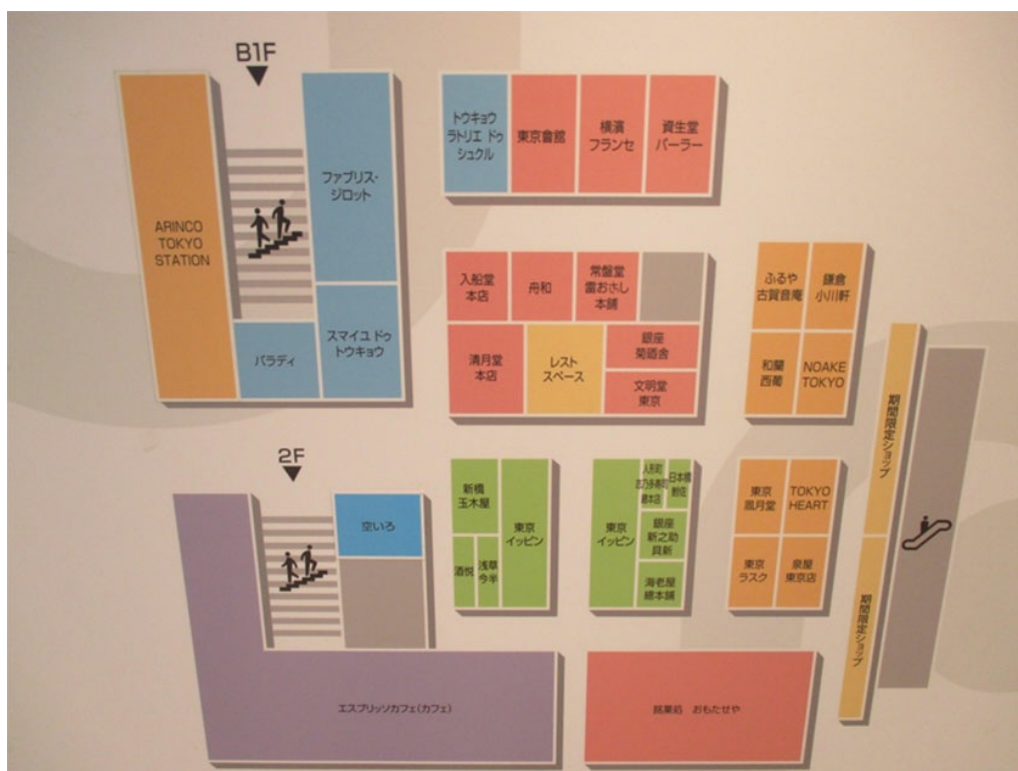 B1F
ARINCO
TOKYO
STATION
ファブリス・
ジロット
パラディ
スマイユ ドゥ
トウキョウ
トウキョウ
ラトリエ ドゥ
シュクル
東京會館
横濱
フランセ
資生堂
パーラー
入船堂
本店
舟和
常盤堂
雷おこし
本舗
清月堂
本店
レスト
スペース
銀座
菊廼舎
文明堂
東京
ふるや
古賀音庵
鎌倉
小川軒
和蘭
西葡
NOAKE
TOKYO
期間限定ショップ
期間限定ショップ
2F
空いろ
新橋
玉木屋
酒悦
浅草
今半
東京
イッピン
東京
イッピン
人形町
日本橋
銀座
新之助
貝新
海老屋
總本舗
東京
風月堂
TOKYO
HEART
東京
ラスク
泉屋
東京店
エスプリッソカフェ(カフェ)
銘菓処 おもたせや